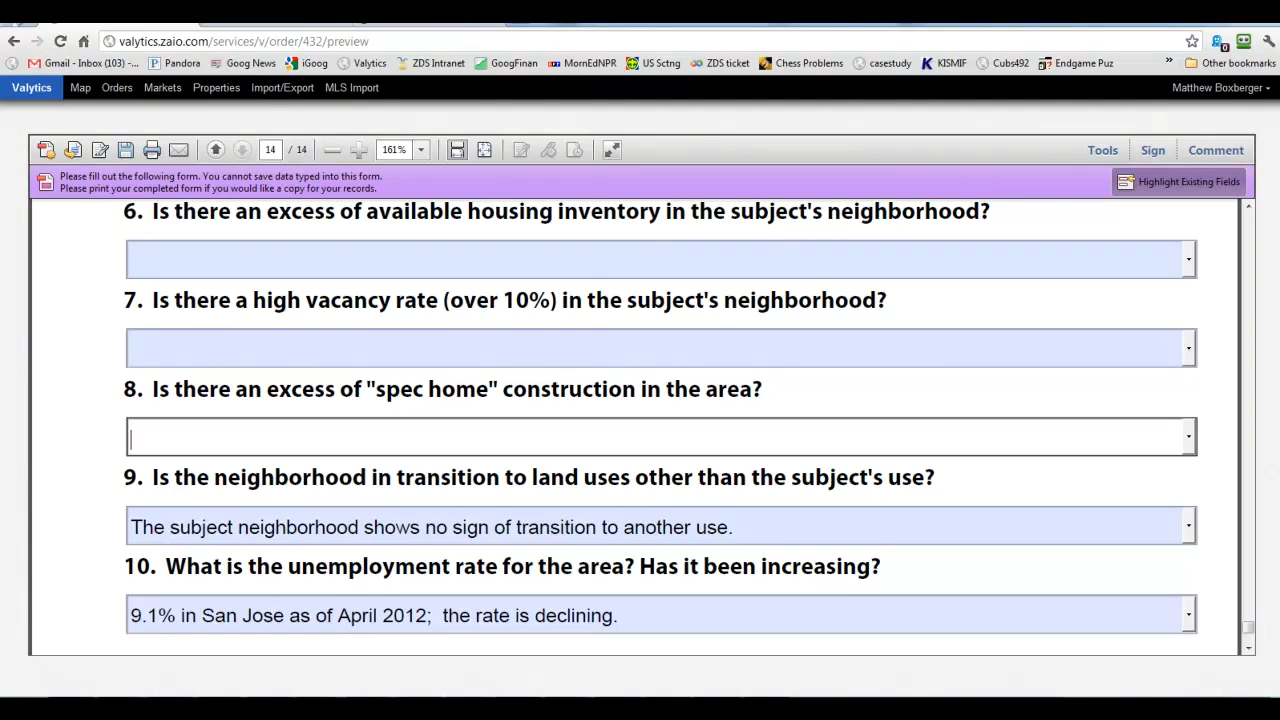 valytics.zaio.com/services/v/order/432/preview
Gmail - Inbox (103) -... Pandora Goog News iGoog Valytics ZDS Intranet GoogFinan MornEdNPR US Sctng ZDS ticket Chess Problems casestudy KISMIF Cubs492 Endgame Puz » Other bookmarks
Valytics Map Orders Markets Properties Import/Export MLS Import Matthew Boxberger
14 / 14 161% Tools Sign Comment
Please fill out the following form. You cannot save data typed into this form.
Please print your completed form if you would like a copy for your records.
Highlight Existing Fields
6. Is there an excess of available housing inventory in the subject's neighborhood?
7. Is there a high vacancy rate (over 10%) in the subject's neighborhood?
8. Is there an excess of "spec home" construction in the area?
9. Is the neighborhood in transition to land uses other than the subject's use?
The subject neighborhood shows no sign of transition to another use.
10. What is the unemployment rate for the area? Has it been increasing?
9.1% in San Jose as of April 2012; the rate is declining.